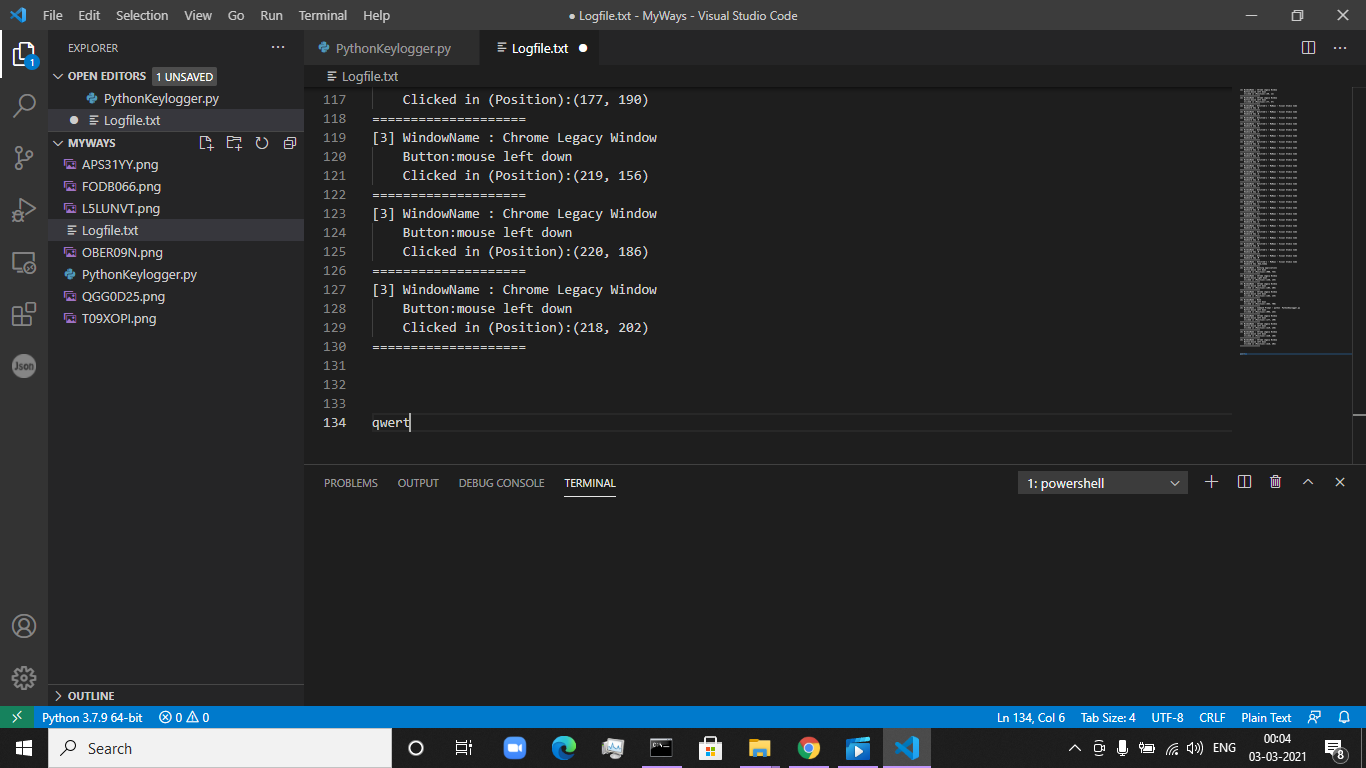 File Edit Selection View Go Run Terminal Help
● Logfile.txt - MyWays - Visual Studio Code
EXPLORER
OPEN EDITORS 1 UNSAVED
PythonKeylogger.py
Logfile.txt
MYWAYS
APS31YY.png
FODB066.png
L5LUNVT.png
Logfile.txt
OBER09N.png
PythonKeylogger.py
QGG0D25.png
T09XOPI.png
OUTLINE
1
Json
PythonKeylogger.py Logfile.txt
Logfile.txt
117 Clicked in (Position):(177, 190)
118 ====================
119 [3] WindowName : Chrome Legacy Window
120 Button:mouse left down
121 Clicked in (Position):(219, 156)
122 ====================
123 [3] WindowName : Chrome Legacy Window
124 Button:mouse left down
125 Clicked in (Position):(220, 186)
126 ====================
127 [3] WindowName : Chrome Legacy Window
128 Button:mouse left down
129 Clicked in (Position):(218, 202)
130 ====================
131
132
133
134 qwert
PROBLEMS OUTPUT DEBUG CONSOLE TERMINAL
1: powershell
Python 3.7.9 64-bit 0 0
Ln 134, Col 6 Tab Size: 4 UTF-8 CRLF Plain Text
Search
ENG
00:04
03-03-2021
8